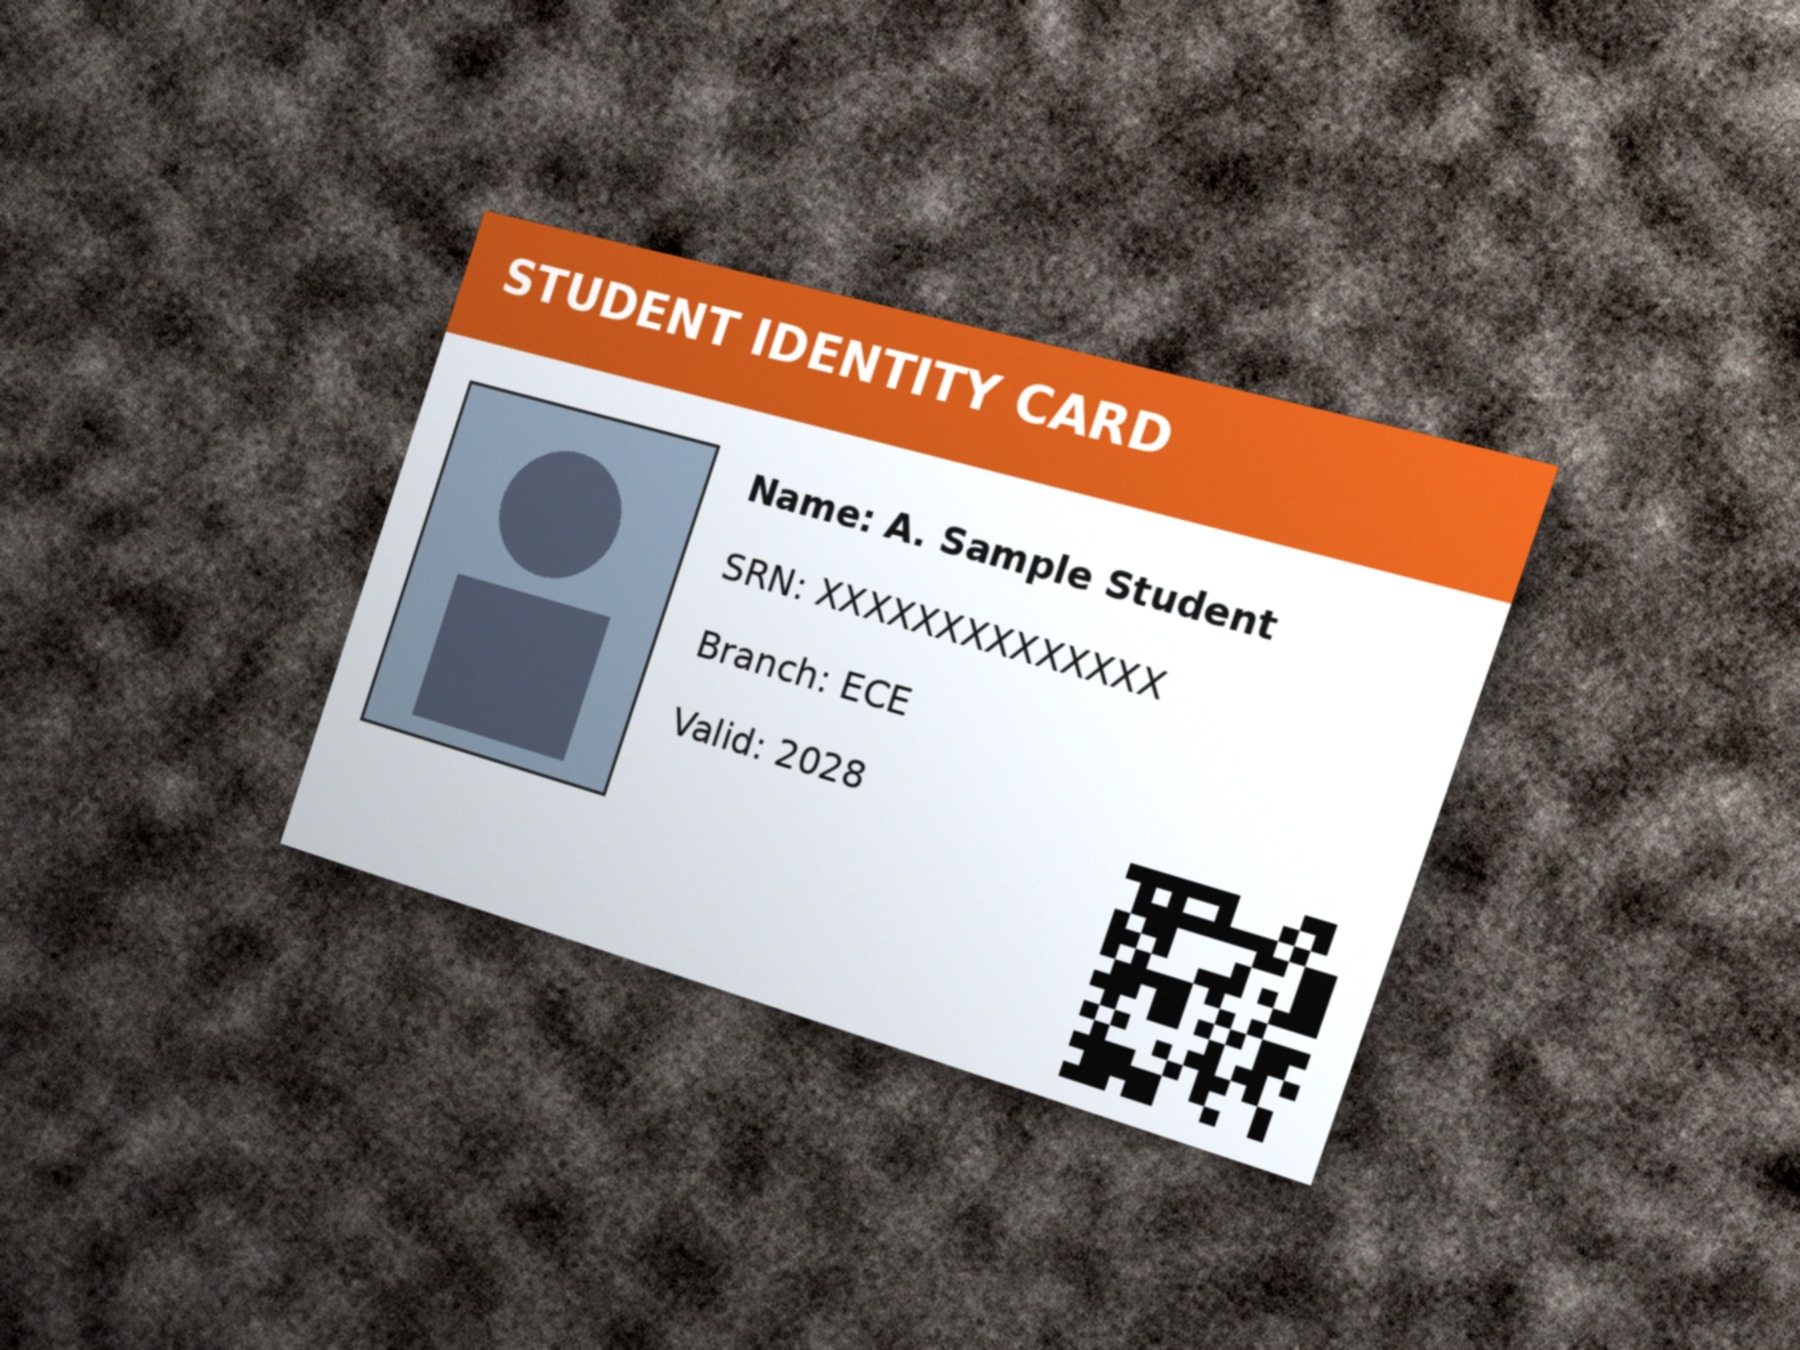 STUDENT IDENTITY CARD
Name: A. Sample Student
SRN: XXXXXXXXXXXXXX
Branch: ECE
Valid: 2028